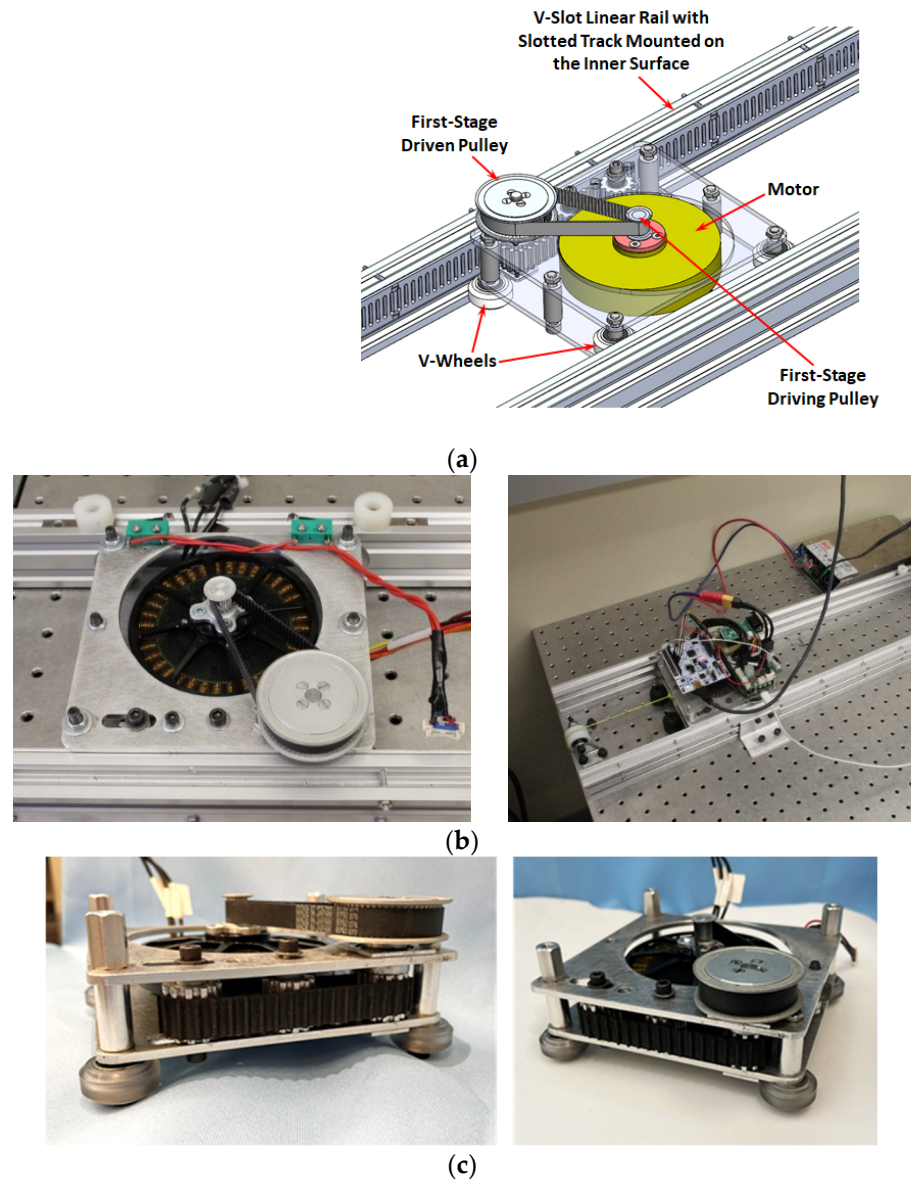 V-Slot Linear Rail with
Slotted Track Mounted on
the Inner Surface
First-Stage
Driven Pulley
Motor
V-Wheels
First-Stage
Driving Pulley
(a)
(b)
(c)